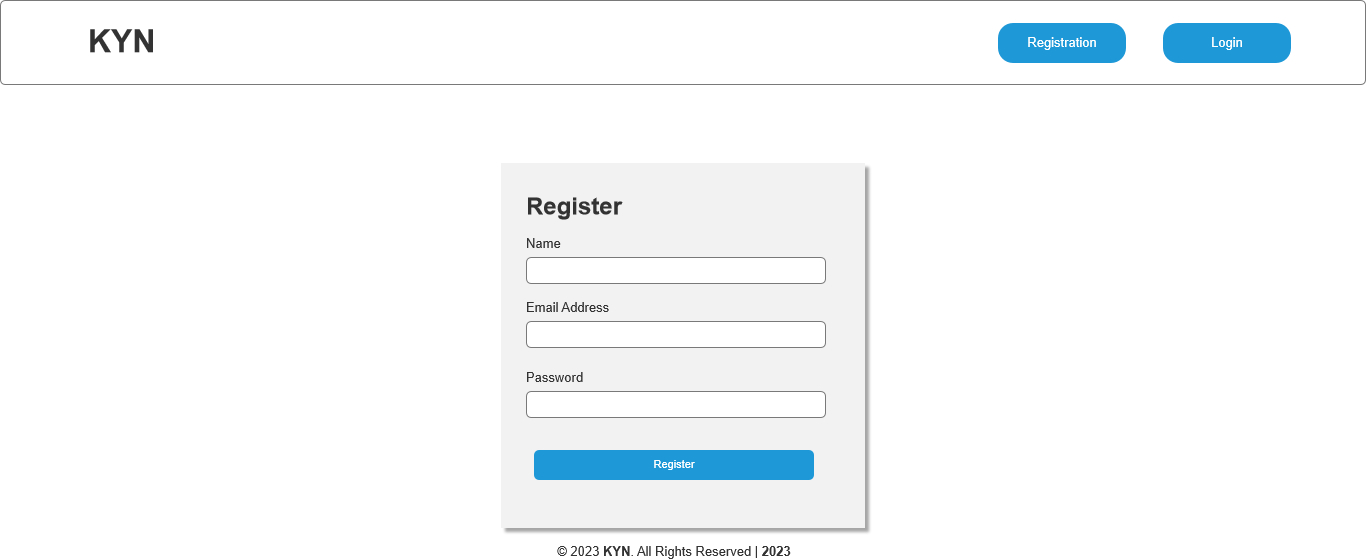 KYN
Registration
Login
Register
Name
Email Address
Password
Register
© 2023 KYN. All Rights Reserved | 2023